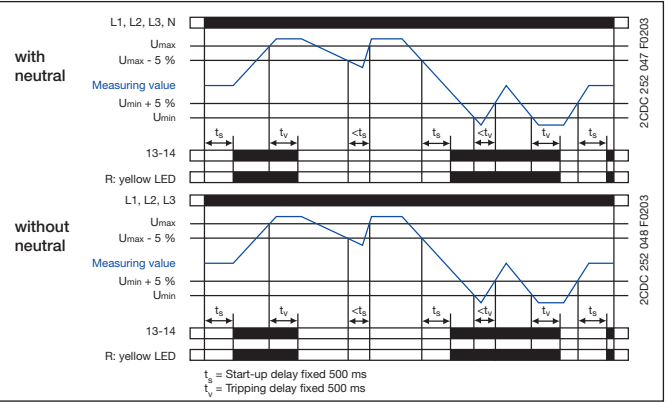 with
neutral
L1, L2, L3, N
Umax
Umax - 5 %
Measuring value
Umin + 5 %
Umin
ts tv <ts ts <tv tv ts
13-14
R: yellow LED
2CDC 252 047 F0203
without
neutral
L1, L2, L3
Umax
Umax - 5 %
Measuring value
Umin + 5 %
Umin
ts tv <ts ts <tv tv ts
13-14
R: yellow LED
2CDC 252 048 F0203
ts = Start-up delay fixed 500 ms
tv = Tripping delay fixed 500 ms